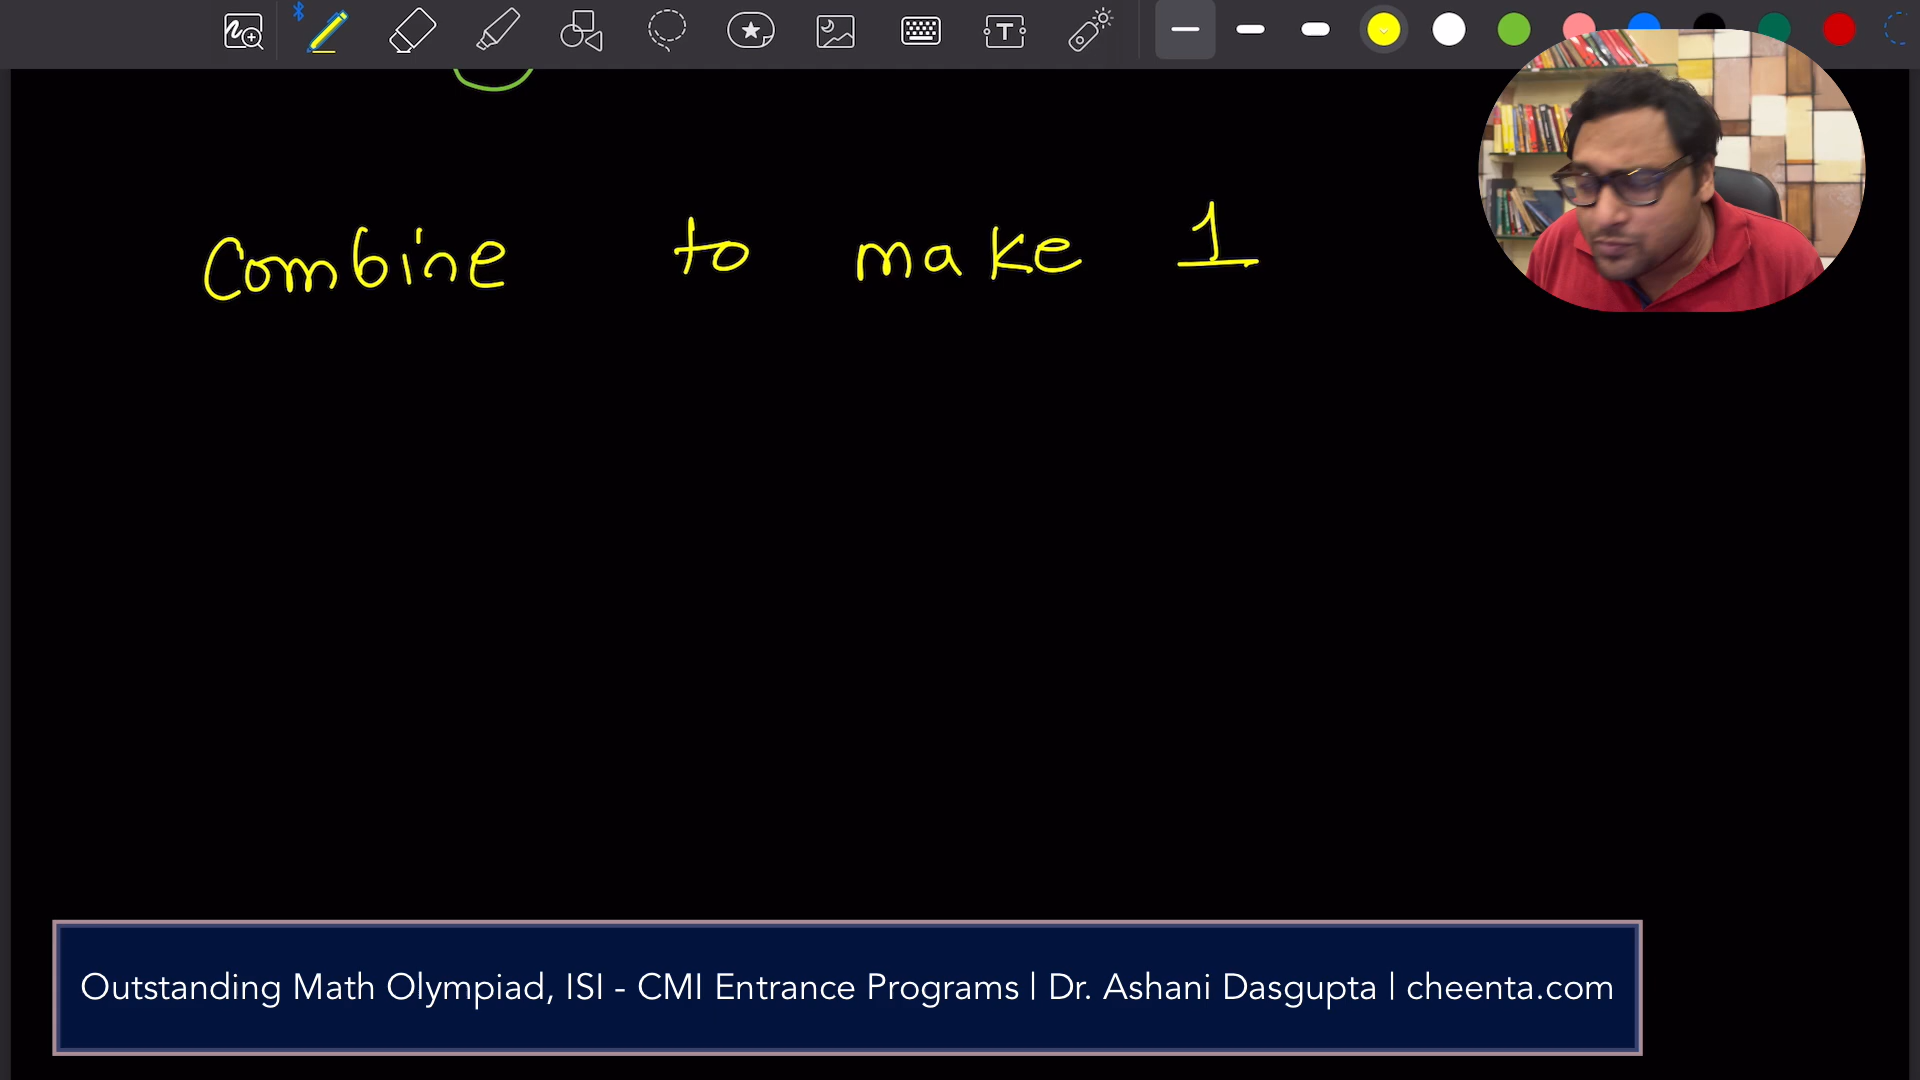 Combine to make 1
Outstanding Math Olympiad, ISI - CMI Entrance Programs | Dr. Ashani Dasgupta | cheenta.com